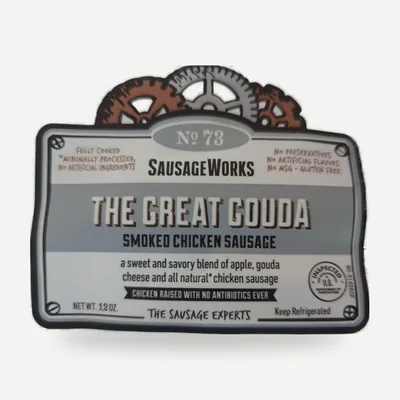 No 73
FULLY COOKED
*MINIMALLY PROCESSED,
NO ARTIFICIAL INGREDIENTS
NO PRESERVATIVES
NO ARTIFICIAL FLAVORS
NO MSG - GLUTEN FREE
SAUSAGEWORKS
THE GREAT GOUDA
SMOKED CHICKEN SAUSAGE
a sweet and savory blend of apple, gouda
cheese and all natural* chicken sausage
CHICKEN RAISED WITH NO ANTIBIOTICS EVER
INSPECTED
U.S.
NET WT. 12 OZ.
THE SAUSAGE EXPERTS
Keep Refrigerated